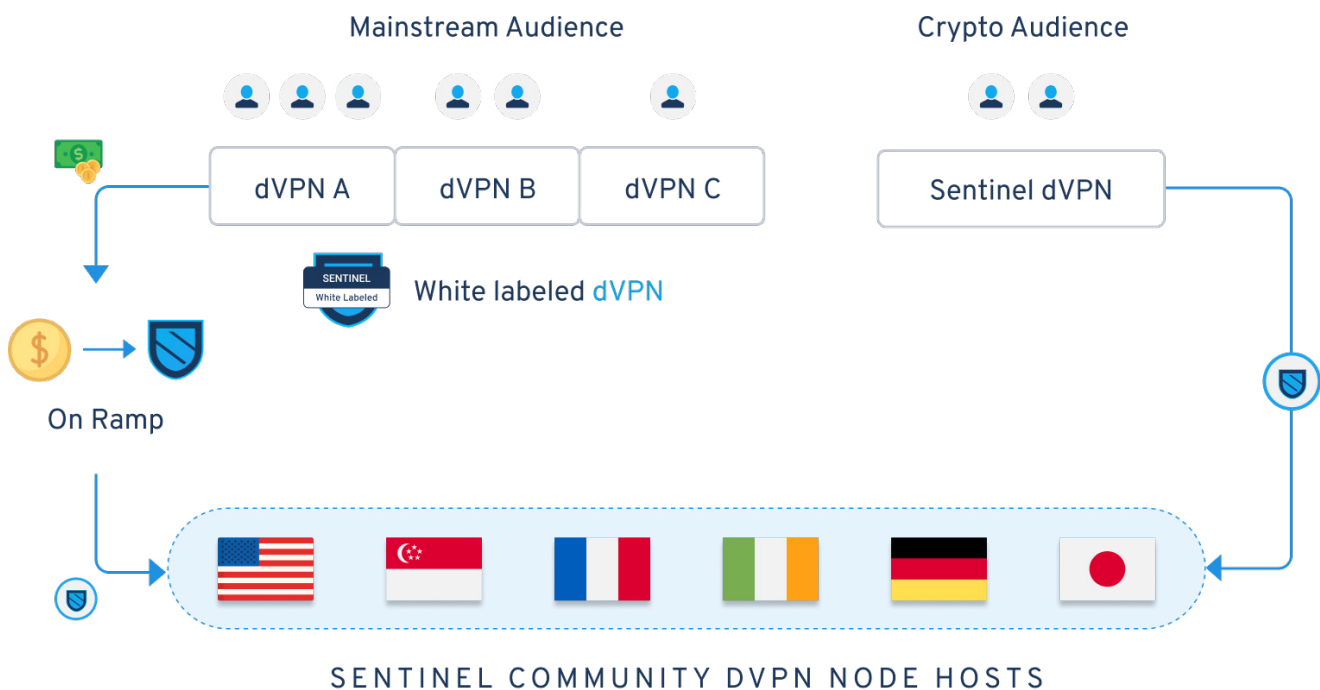 Mainstream Audience
Crypto Audience
dVPN A
dVPN B
dVPN C
Sentinel dVPN
SENTINEL
White Labeled
White labeled dVPN
$
$
On Ramp
SENTINEL COMMUNITY DVPN NODE HOSTS